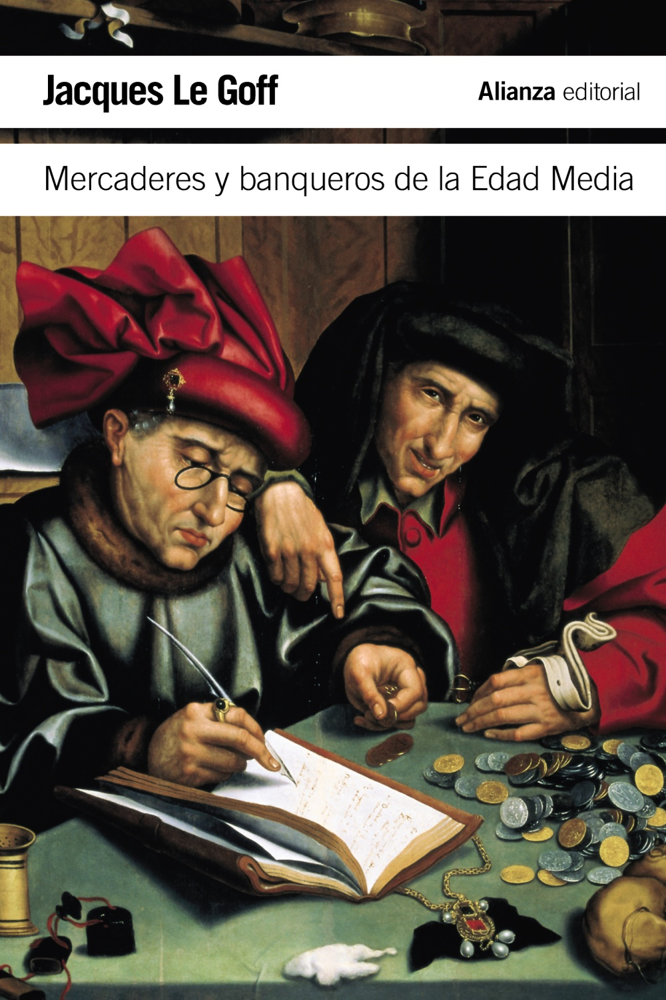 Jacques Le Goff
Alianza editorial
Mercaderes y banqueros de la Edad Media